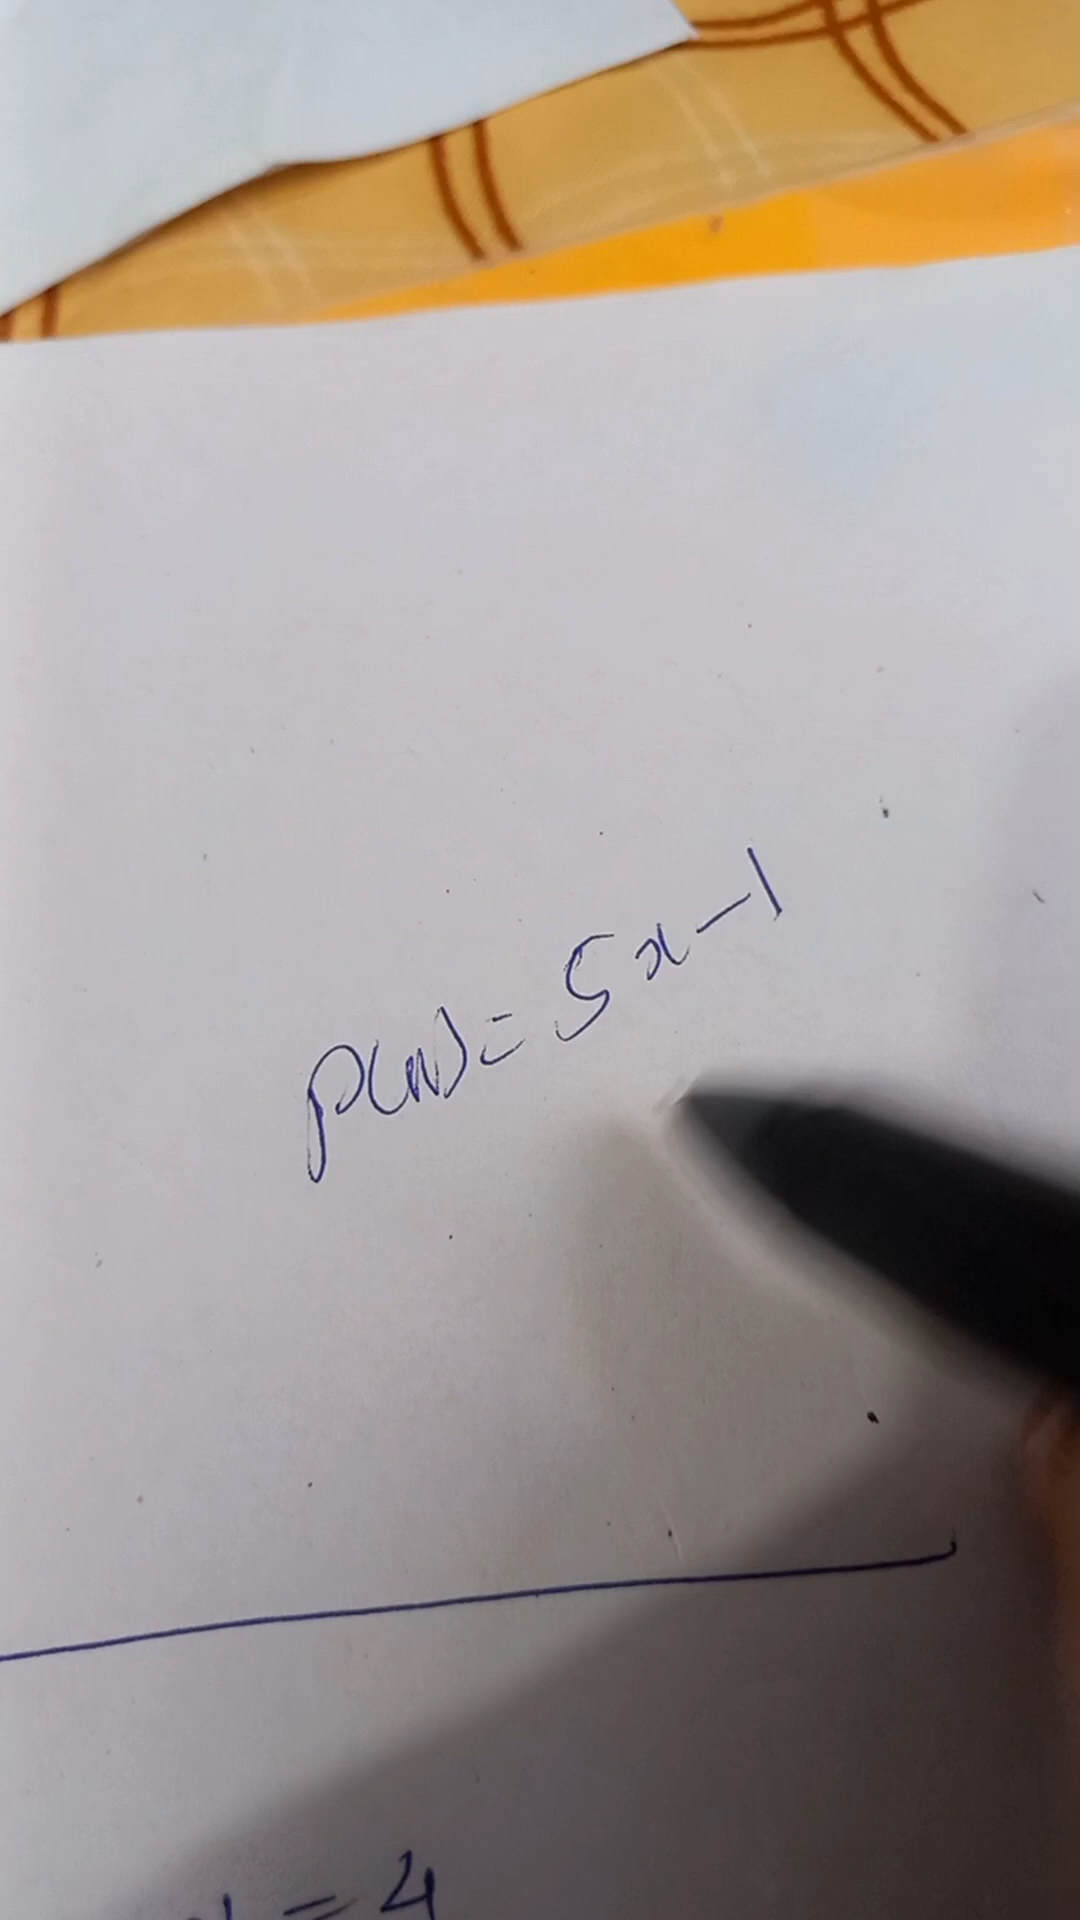 p(x) = 5x - 1
= 4